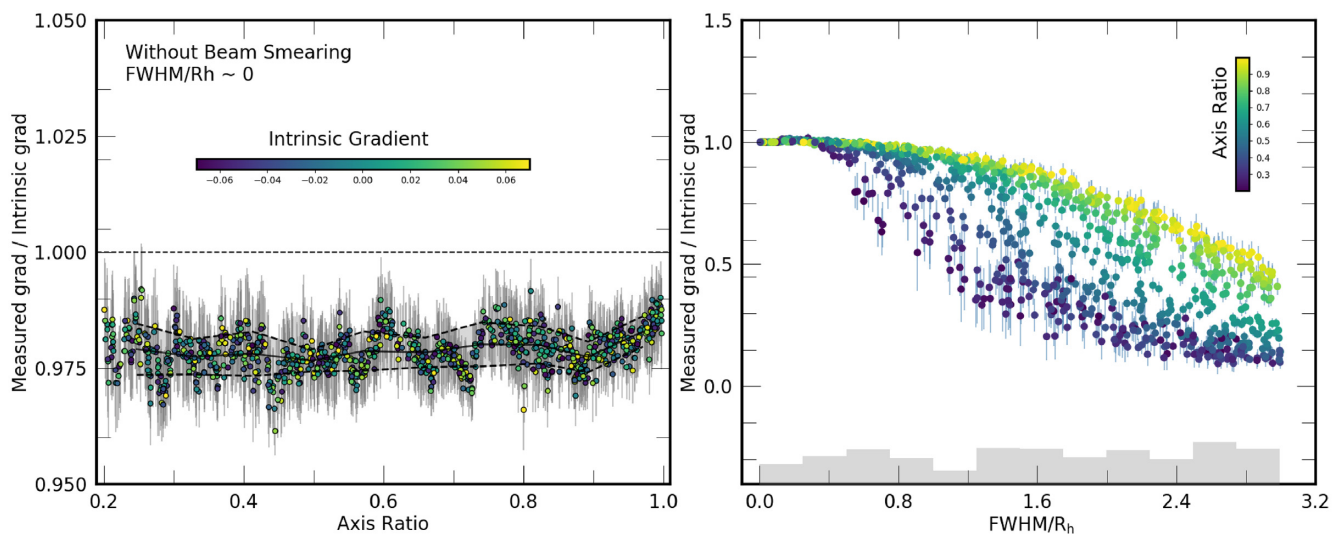 1.050
1.025
1.000
0.975
0.950
Measured grad / Intrinsic grad
Without Beam Smearing
FWHM/Rh ~ 0
Intrinsic Gradient
−0.06 −0.04 −0.02 0.00 0.02 0.04 0.06
0.2 0.4 0.6 0.8 1.0
Axis Ratio
1.5
1.0
0.5
0.0
Measured grad / Intrinsic grad
Axis Ratio
0.9
0.8
0.7
0.6
0.5
0.4
0.3
0.0 0.8 1.6 2.4 3.2
FWHM/Rh